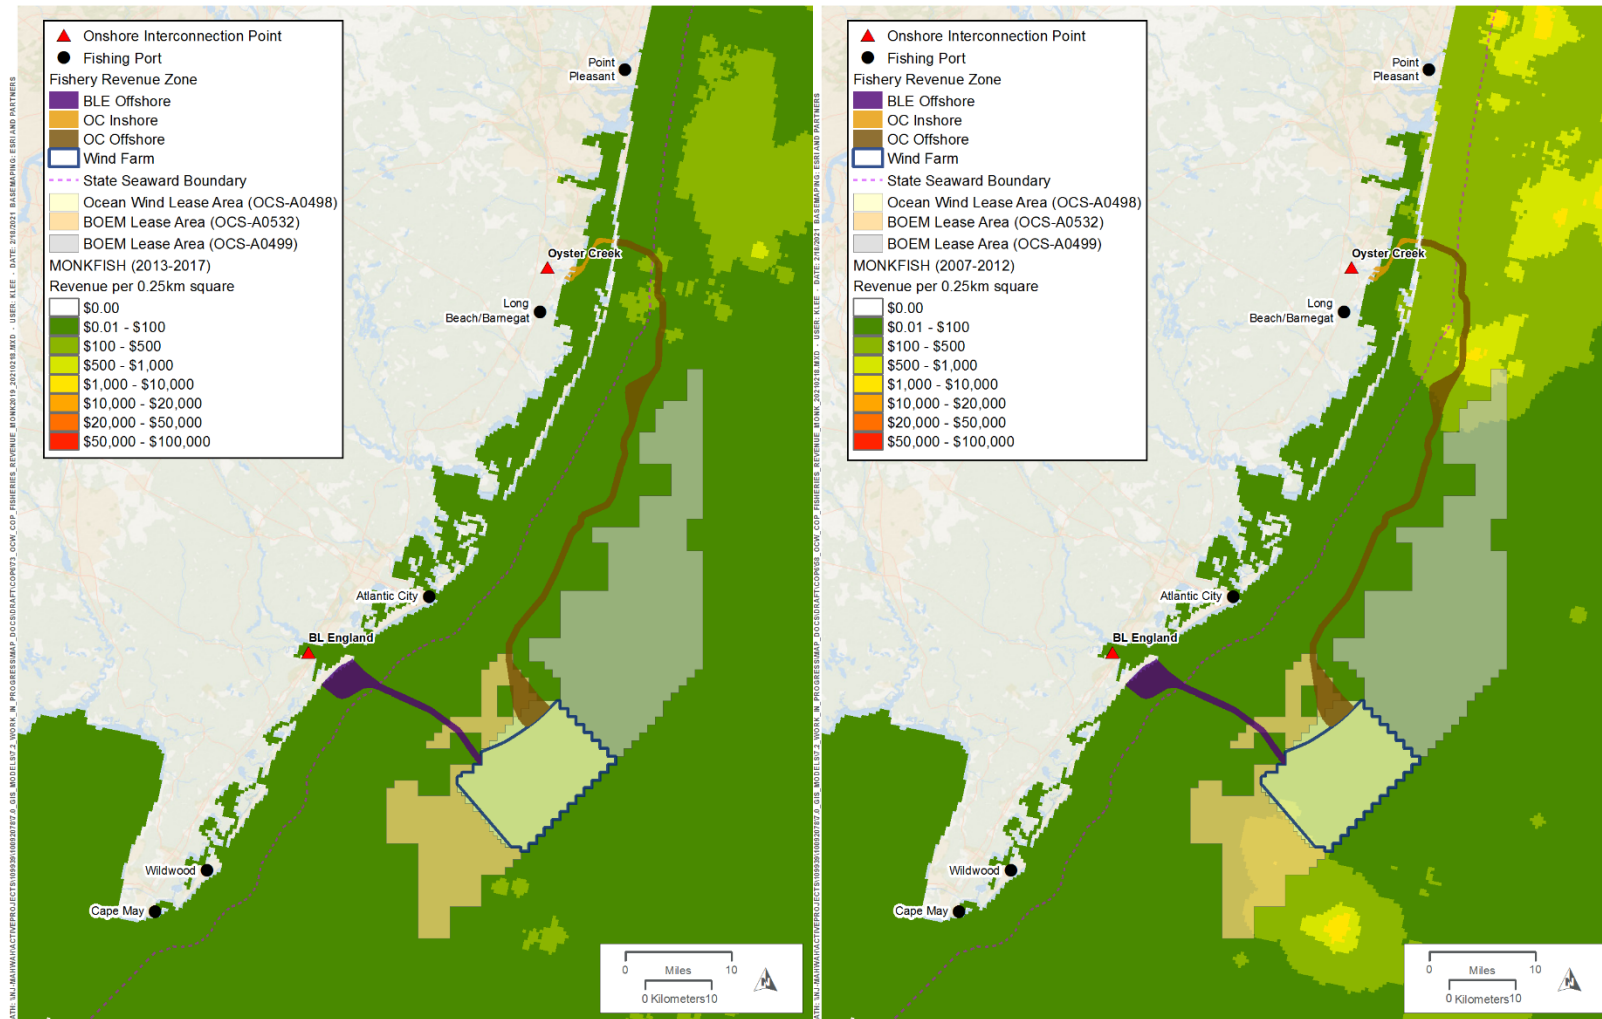 Onshore Interconnection Point
Fishing Port
Fishery Revenue Zone
BLE Offshore
OC Inshore
OC Offshore
Wind Farm
State Seaward Boundary
Ocean Wind Lease Area (OCS-A0498)
BOEM Lease Area (OCS-A0532)
BOEM Lease Area (OCS-A0499)
MONKFISH (2013-2017)
Revenue per 0.25km square
$0.00
$0.01 - $100
$100 - $500
$500 - $1,000
$1,000 - $10,000
$10,000 - $20,000
$20,000 - $50,000
$50,000 - $100,000
Point
Pleasant
Oyster Creek
Long
Beach/Barnegat
Atlantic City
BL England
Wildwood
Cape May
0 Miles 10
0 Kilometers 10
N
Onshore Interconnection Point
Fishing Port
Fishery Revenue Zone
BLE Offshore
OC Inshore
OC Offshore
Wind Farm
State Seaward Boundary
Ocean Wind Lease Area (OCS-A0498)
BOEM Lease Area (OCS-A0532)
BOEM Lease Area (OCS-A0499)
MONKFISH (2007-2012)
Revenue per 0.25km square
$0.00
$0.01 - $100
$100 - $500
$500 - $1,000
$1,000 - $10,000
$10,000 - $20,000
$20,000 - $50,000
$50,000 - $100,000
Point
Pleasant
Oyster Creek
Long
Beach/Barnegat
Atlantic City
BL England
Wildwood
Cape May
0 Miles 10
0 Kilometers 10
N